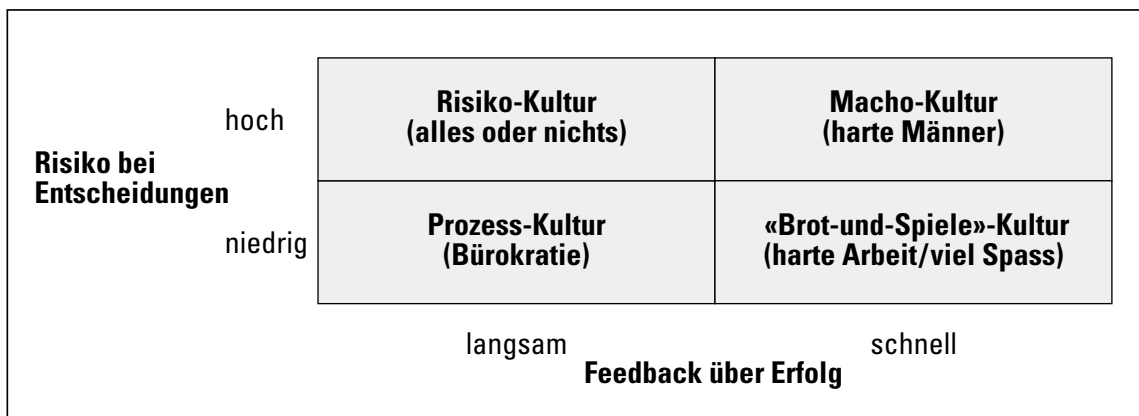 Risiko-Kultur
(alles oder nichts)
Macho-Kultur
(harte Männer)
hoch
Risiko bei
Entscheidungen
Prozess-Kultur
(Bürokratie)
«Brot-und-Spiele»-Kultur
(harte Arbeit/viel Spass)
niedrig
langsam
schnell
Feedback über Erfolg